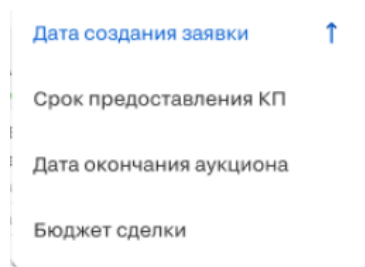 Дата создания заявки ↑
Срок предоставления КП
Дата окончания аукциона
Бюджет сделки